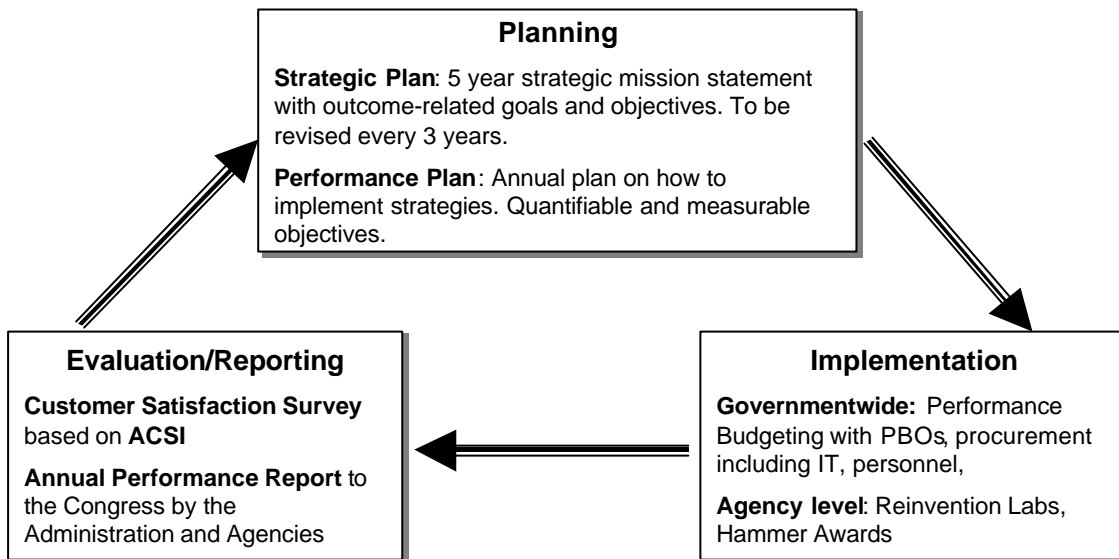 Planning
Strategic Plan: 5 year strategic mission statement
with outcome-related goals and objectives. To be
revised every 3 years.
Performance Plan: Annual plan on how to
implement strategies. Quantifiable and measurable
objectives.
Evaluation/Reporting
Customer Satisfaction Survey
based on ACSI
Annual Performance Report to
the Congress by the
Administration and Agencies
Implementation
Governmentwide: Performance
Budgeting with PBOs, procurement
including IT, personnel,
Agency level: Reinvention Labs,
Hammer Awards